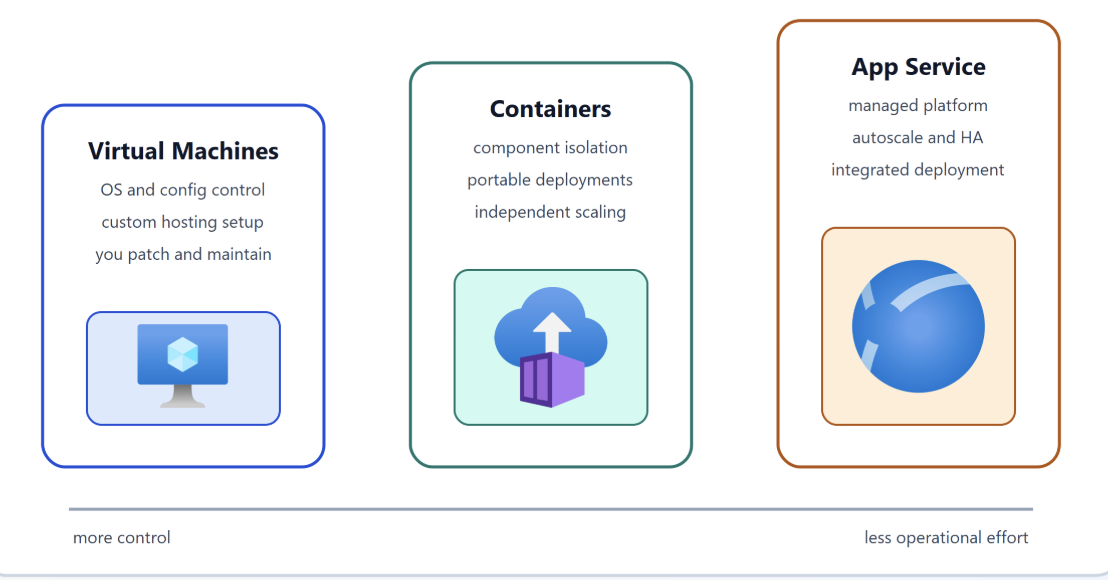 Virtual Machines
OS and config control
custom hosting setup
you patch and maintain
Containers
component isolation
portable deployments
independent scaling
App Service
managed platform
autoscale and HA
integrated deployment
more control
less operational effort